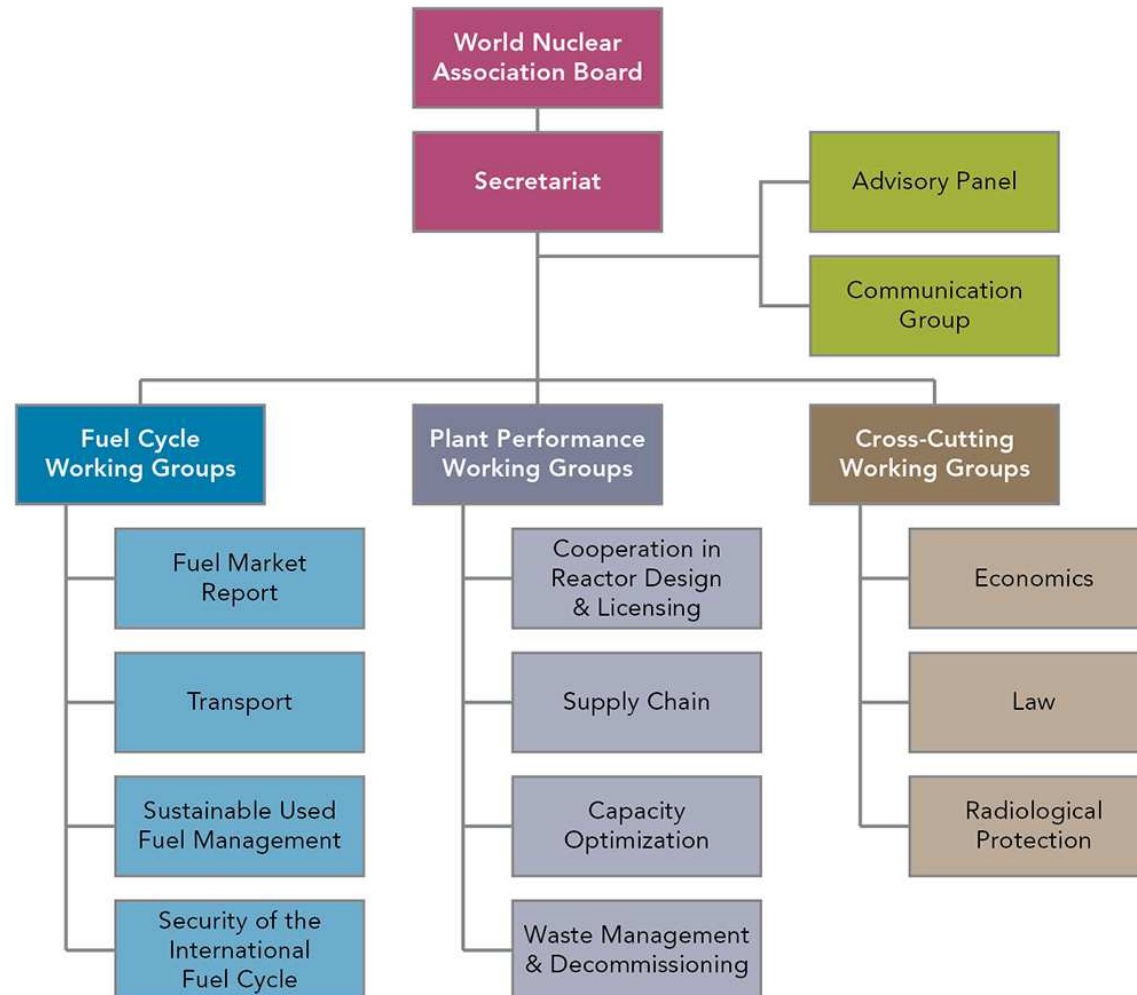 World Nuclear
Association Board
Secretariat
Advisory Panel
Communication
Group
Fuel Cycle
Working Groups
Fuel Market
Report
Transport
Sustainable Used
Fuel Management
Security of the
International
Fuel Cycle
Plant Performance
Working Groups
Cooperation in
Reactor Design
& Licensing
Supply Chain
Capacity
Optimization
Waste Management
& Decommissioning
Cross-Cutting
Working Groups
Economics
Law
Radiological
Protection